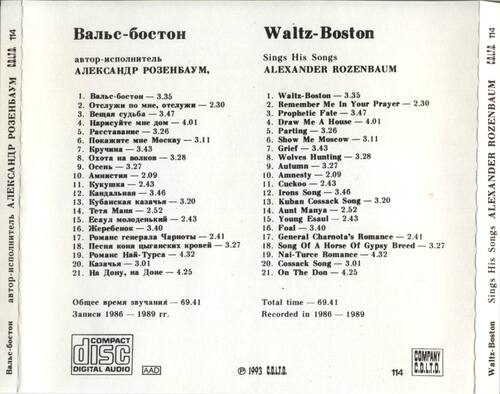 114 C.D.LTD.
АЛЕКСАНДР РОЗЕНБАУМ
автор-исполнитель
Вальс-бостон
Вальс-бостон
автор-исполнитель
АЛЕКСАНДР РОЗЕНБАУМ,
1. Вальс-бостон — 3.35
2. Отслужи по мне, отслужи — 2.30
3. Вещая судьба — 3.47
4. Нарисуйте мне дом — 4.01
5. Расставание — 3.26
6. Покажите мне Москву — 3.11
7. Кручина — 3.43
8. Охота на волков — 3.28
9. Осень — 3.27
10. Амнистия — 2.09
11. Кукушка — 2.43
12. Кандальная — 3.46
13. Кубанская казачья — 3.20
14. Тетя Маня — 2.52
15. Есаул молоденький — 2.43
16. Жеребенок — 3.40
17. Романс генерала Чарноты — 2.41
18. Песня коня цыганских кровей — 3.27
19. Романс Най-Турса — 4.32
20. Казачья — 3.01
21. На Дону, на Доне — 4.25
Общее время звучания — 69.41
Записи 1986 — 1989 гг.
COMPACT
disc
DIGITAL AUDIO
AAD
Waltz-Boston
Sings His Songs
ALEXANDER ROZENBAUM
1. Waltz-Boston — 3.35
2. Remember Me In Your Prayer — 2.30
3. Prophetic Fate — 3.47
4. Draw Me A House — 4.01
5. Parting — 3.26
6. Show Me Moscow — 3.11
7. Grief — 3.43
8. Wolves Hunting — 3.28
9. Autumn — 3.27
10. Amnesty — 2.09
11. Cuckoo — 2.43
12. Irons Song — 3.46
13. Kuban Cossack Song — 3.20
14. Aunt Manya — 2.52
15. Young Esaul — 2.43
16. Foal — 3.40
17. General Charnota's Romance — 2.41
18. Song Of A Horse Of Gypsy Breed — 3.27
19. Nai-Turce Romance — 4.32
20. Cossack Song — 3.01
21. On The Don — 4.25
Total time — 69.41
Recorded in 1986 — 1989
℗ 1993 C.D.LTD.
114
COMPANY
C.D.LTD.
Waltz-Boston Sings His Songs ALEXANDER ROZENBAUM C.D.LTD. 114